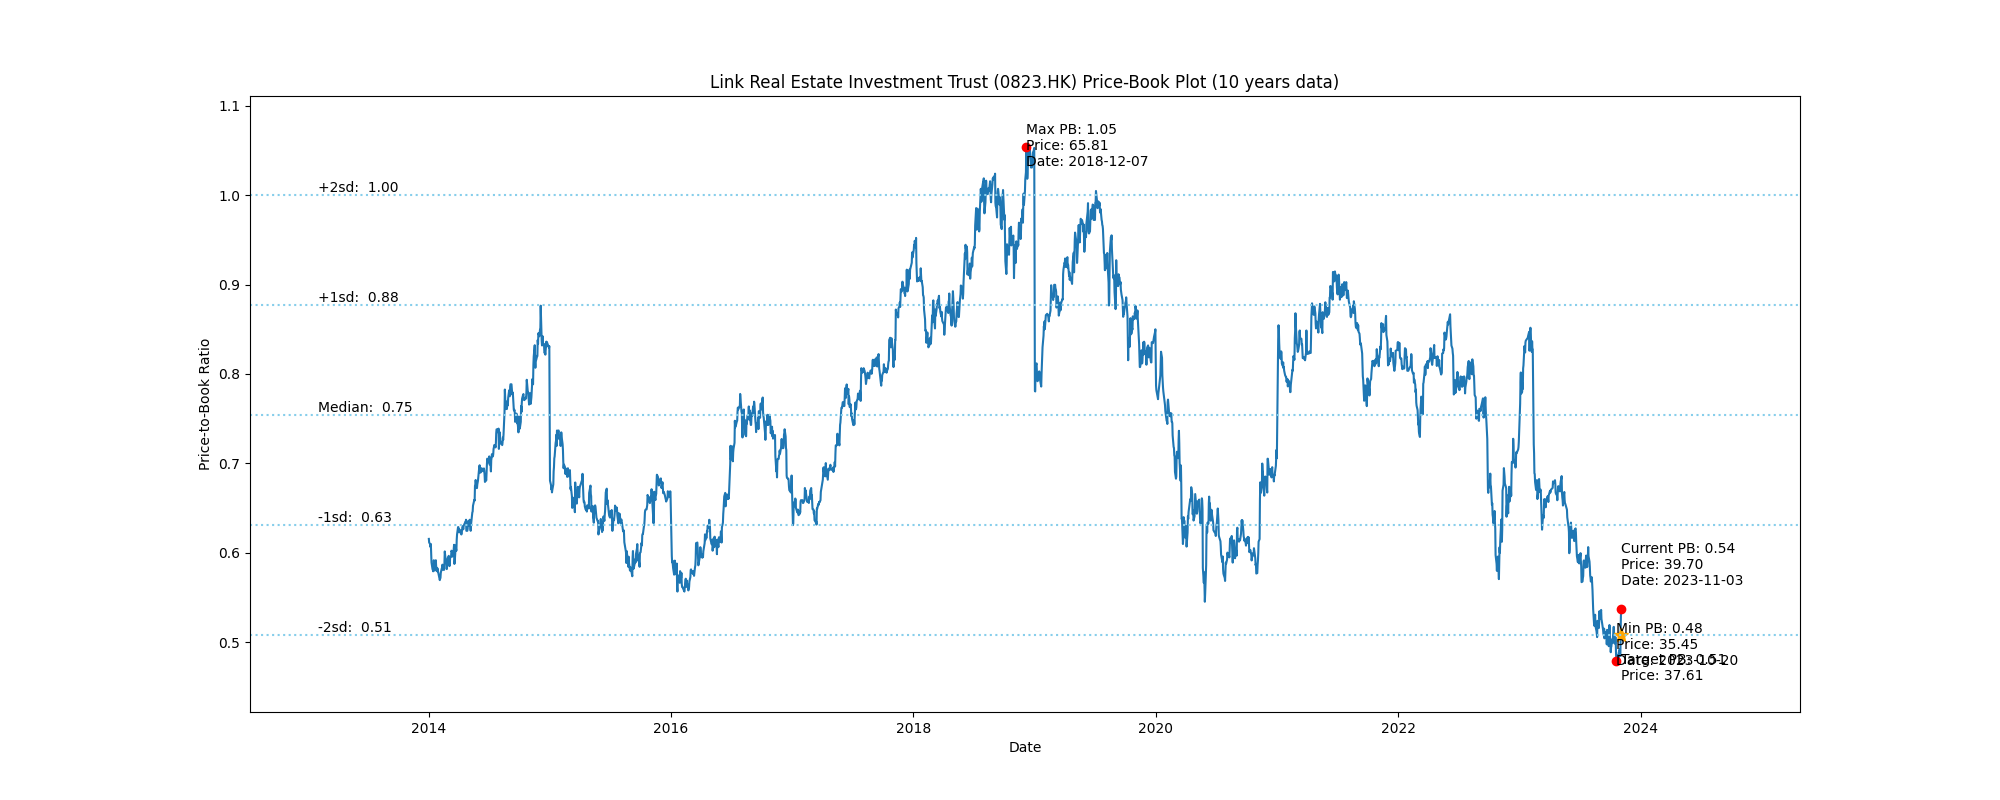 Link Real Estate Investment Trust (0823.HK) Price-Book Plot (10 years data)
1.1
1.0
0.9
0.8
0.7
0.6
0.5
Price-to-Book Ratio
Max PB: 1.05
Price: 65.81
Date: 2018-12-07
+2sd:  1.00
+1sd:  0.88
Median:  0.75
-1sd:  0.63
-2sd:  0.51
Current PB: 0.54
Price: 39.70
Date: 2023-11-03
Min PB: 0.48
Price: 35.45
Date: 2023-10-20
Target PB: 0.51
Price: 37.61
2014
2016
2018
2020
2022
2024
Date